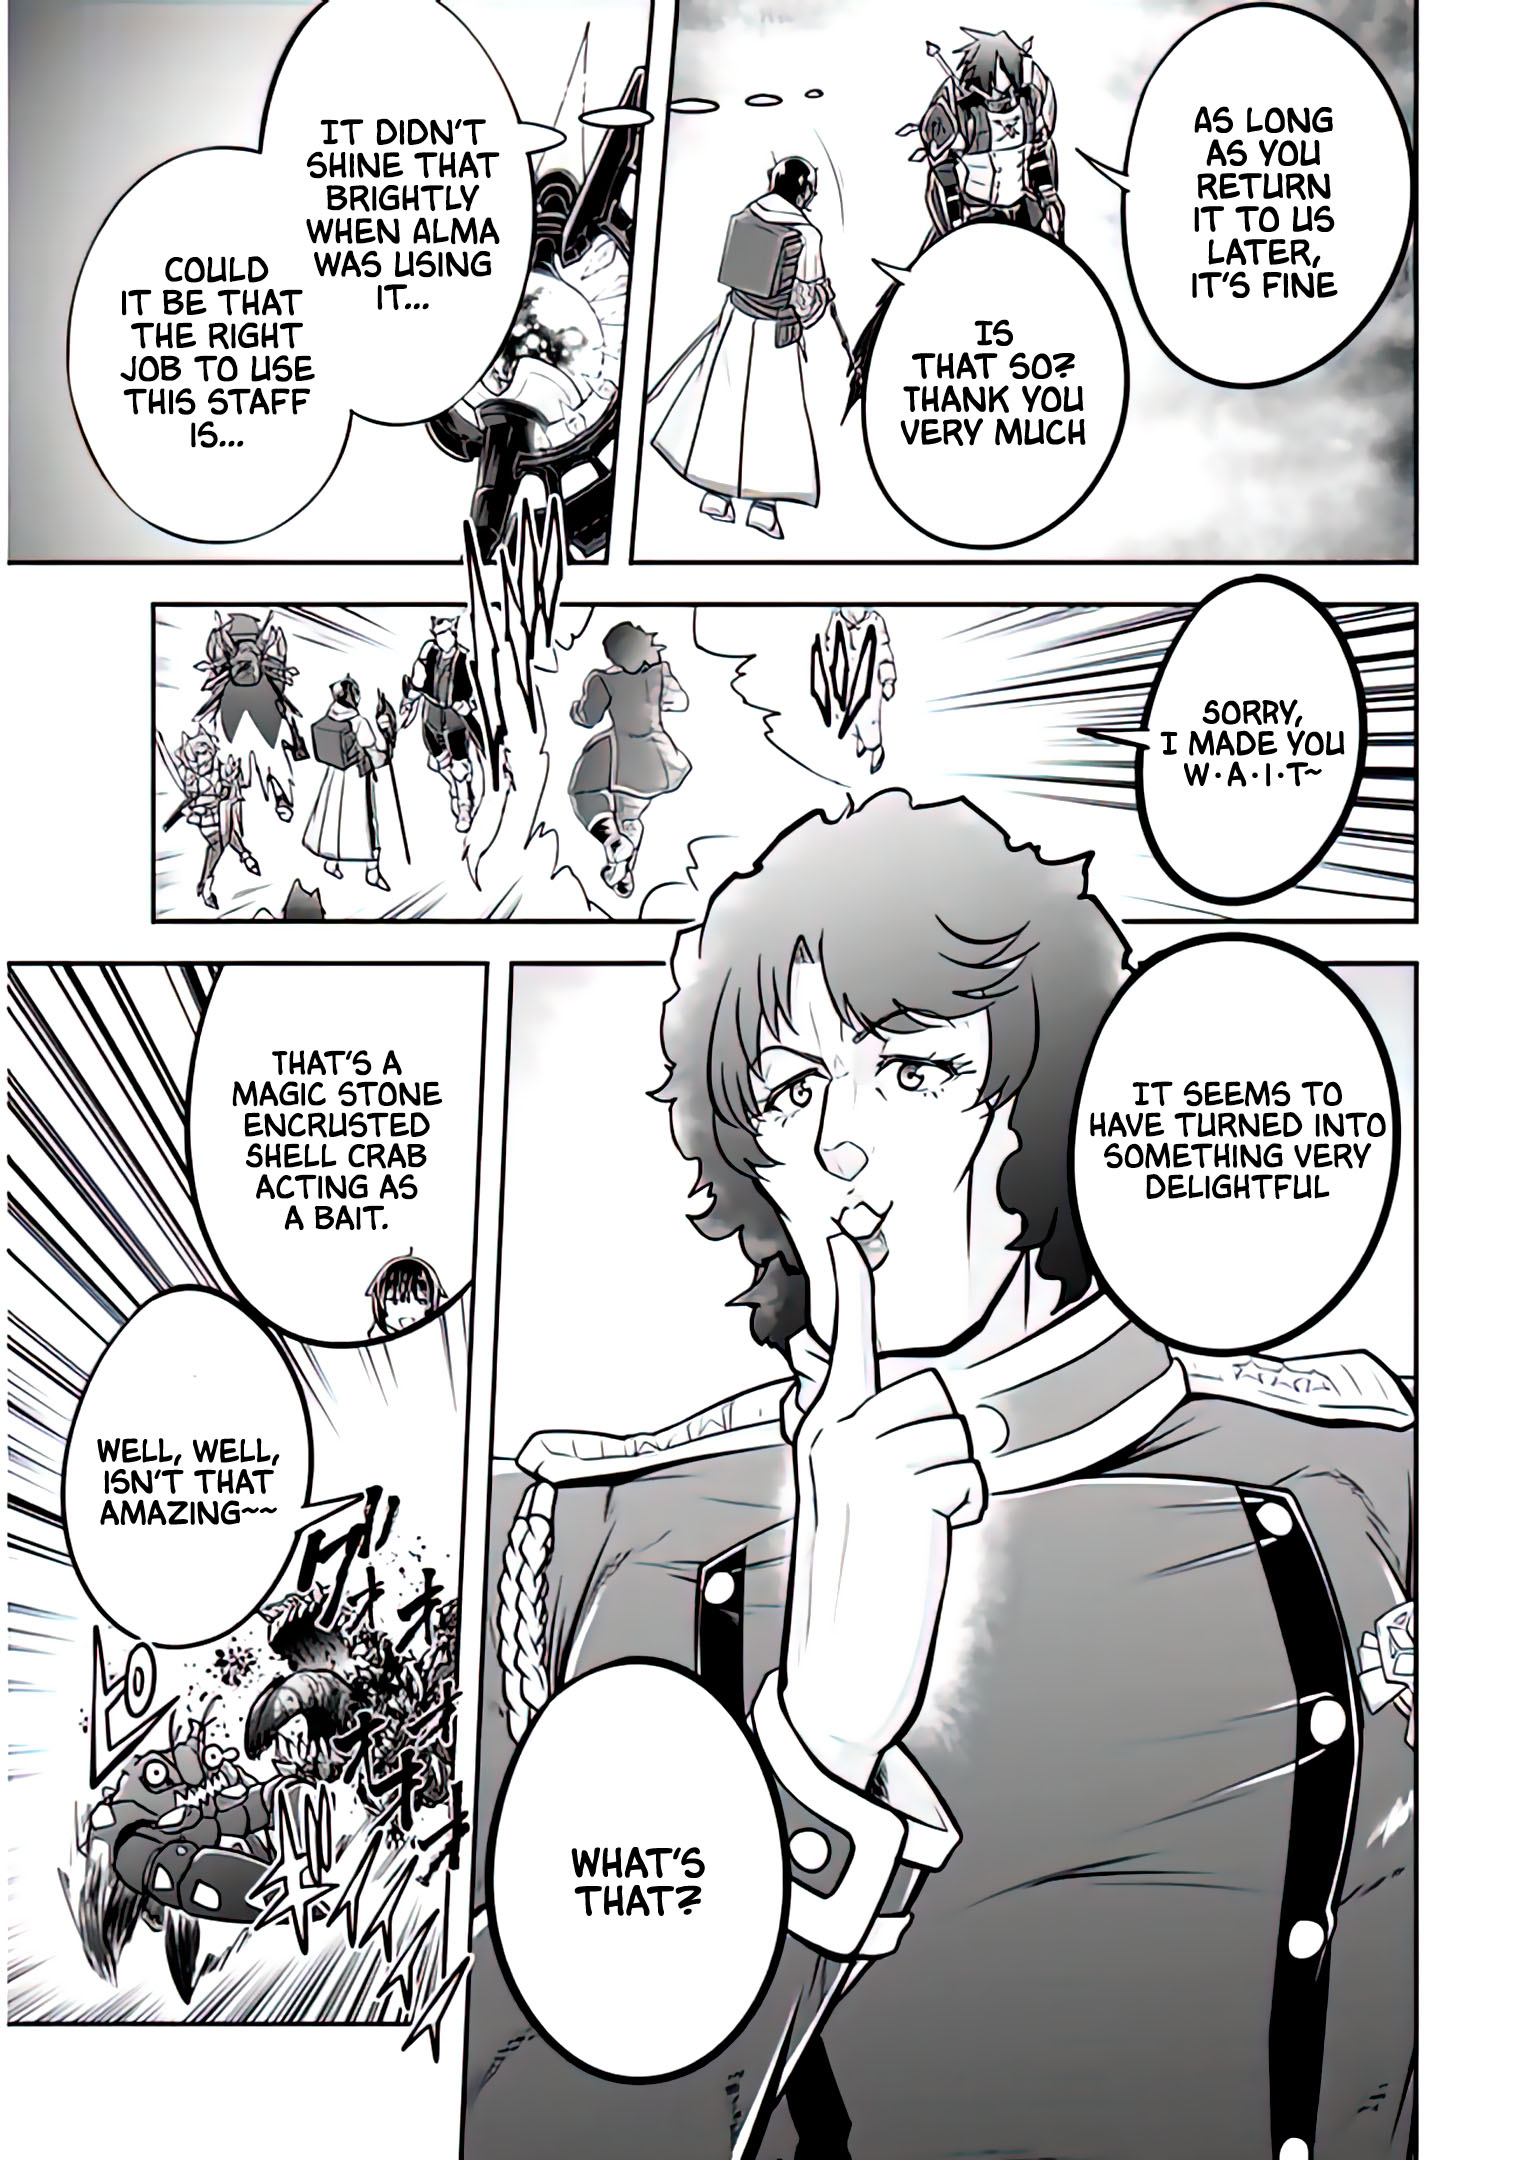 AS LONG
AS YOU
RETURN
IT TO US
LATER,
IT'S FINE
IS
THAT SO?
THANK YOU
VERY MUCH
IT DIDN'T
SHINE THAT
BRIGHTLY
WHEN ALMA
WAS USING
IT...
COULD
IT BE THAT
THE RIGHT
JOB TO USE
THIS STAFF
IS...
SORRY,
I MADE YOU
W·A·I·T~
IT SEEMS TO
HAVE TURNED INTO
SOMETHING VERY
DELIGHTFUL
WHAT'S
THAT?
THAT'S A
MAGIC STONE
ENCRUSTED
SHELL CRAB
ACTING AS
A BAIT.
WELL, WELL,
ISN'T THAT
AMAZING~~